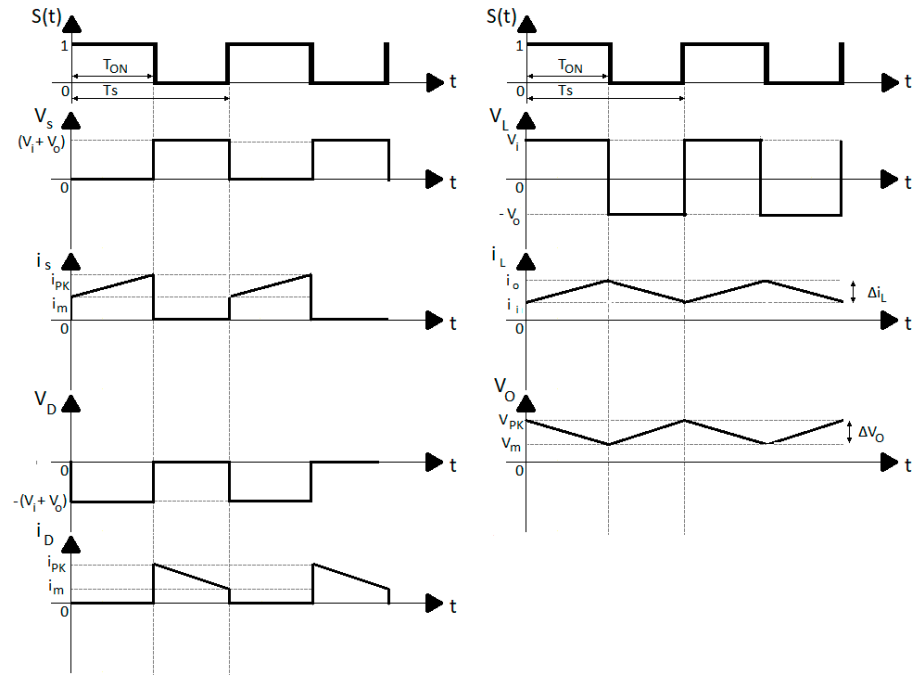 S(t)
1
T_ON
0
t
Ts
V_s
(V_i + V_o)
0
t
i_s
i_PK
i_m
0
t
V_D
0
t
-(V_i + V_o)
i_D
i_PK
i_m
0
t
S(t)
1
T_ON
0
t
Ts
V_L
V_i
0
t
-V_o
i_L
i_o
Δi_L
i_i
0
t
V_O
V_PK
ΔV_O
V_m
0
t